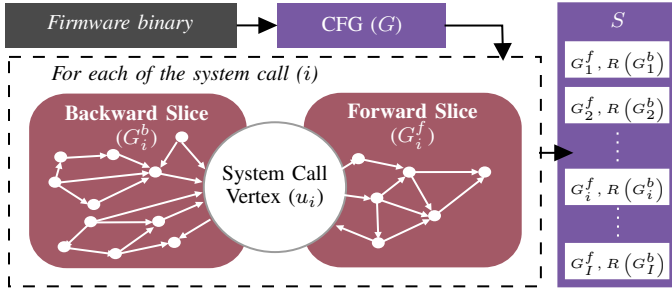 Firmware binary
CFG (G)
S
For each of the system call (i)
Backward Slice
(G_i^b)
Forward Slice
(G_i^f)
System Call
Vertex (u_i)
G_1^f, R (G_1^b)
G_2^f, R (G_2^b)
G_i^f, R (G_i^b)
G_I^f, R (G_I^b)